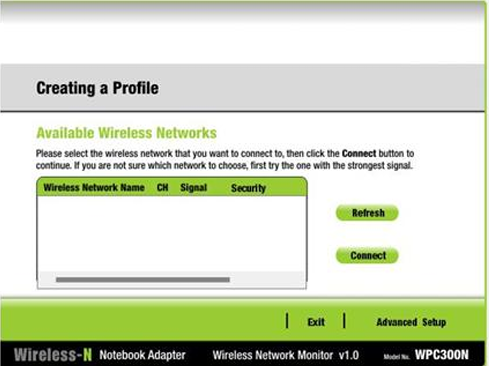 Creating a Profile
Available Wireless Networks
Please select the wireless network that you want to connect to, then click the Connect button to
continue. If you are not sure which network to choose, first try the one with the strongest signal.
Wireless Network Name CH Signal Security
Refresh
Connect
Exit Advanced Setup
Wireless-N Notebook Adapter Wireless Network Monitor v1.0 Model No. WPC300N